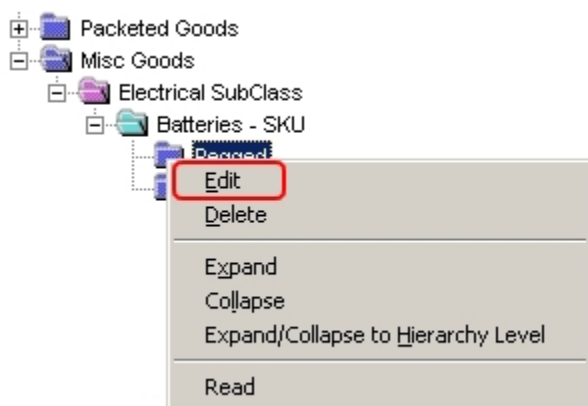 Packeted Goods
Misc Goods
Electrical SubClass
Batteries - SKU
Edit
Delete
Expand
Collapse
Expand/Collapse to Hierarchy Level
Read